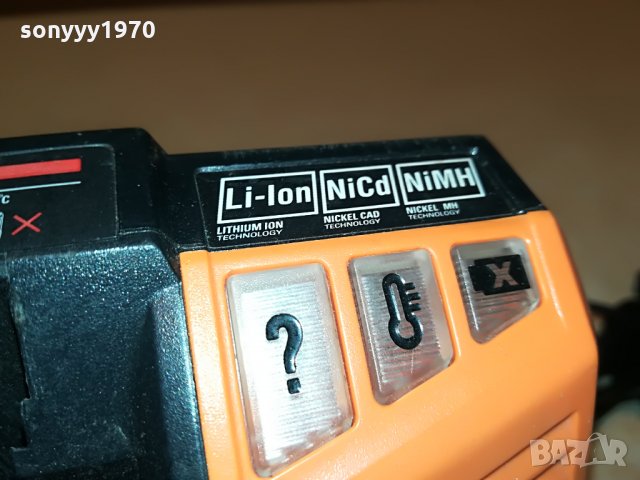 sonyyy1970
Li-Ion NiCd NiMH
LITHIUM ION NICKEL CAD NICKEL MH
TECHNOLOGY TECHNOLOGY TECHNOLOGY
°C
?
X
BAZAR